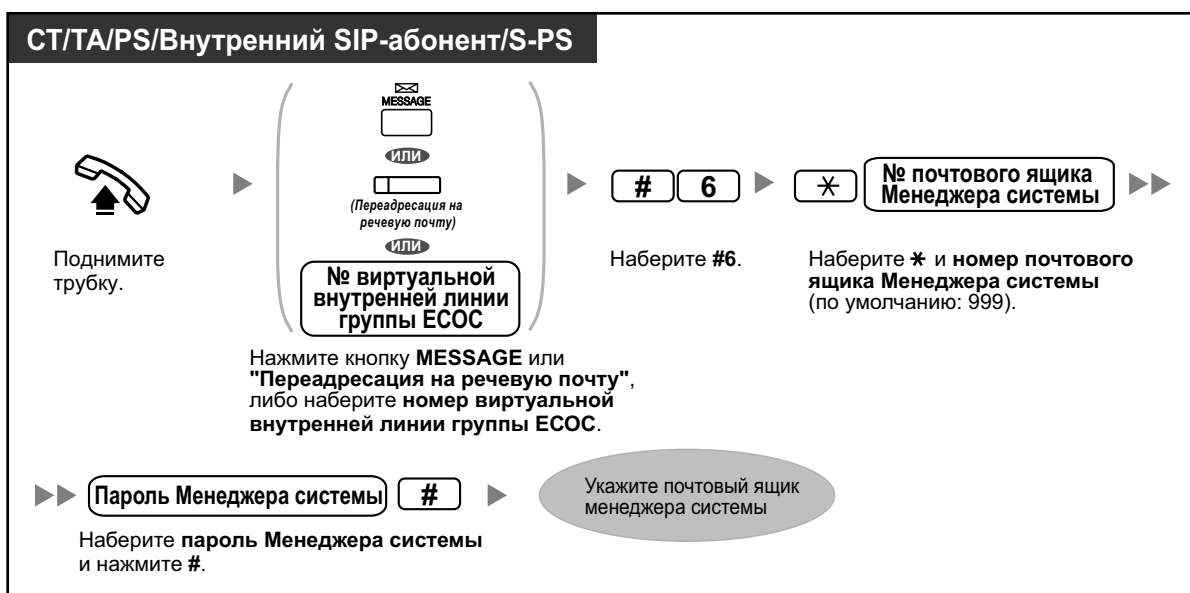 CT/TA/PS/Внутренний SIP-абонент/S-PS
Поднимите
трубку.
MESSAGE
или
(Переадресация на
речевую почту)
или
№ виртуальной
внутренней линии
группы ECOC
Нажмите кнопку MESSAGE или
"Переадресация на речевую почту",
либо наберите номер виртуальной
внутренней линии группы ECOC.
# 6
Наберите #6.
* № почтового ящика
Менеджера системы
Наберите * и номер почтового
ящика Менеджера системы
(по умолчанию: 999).
Пароль Менеджера системы #
Наберите пароль Менеджера системы
и нажмите #.
Укажите почтовый ящик
менеджера системы